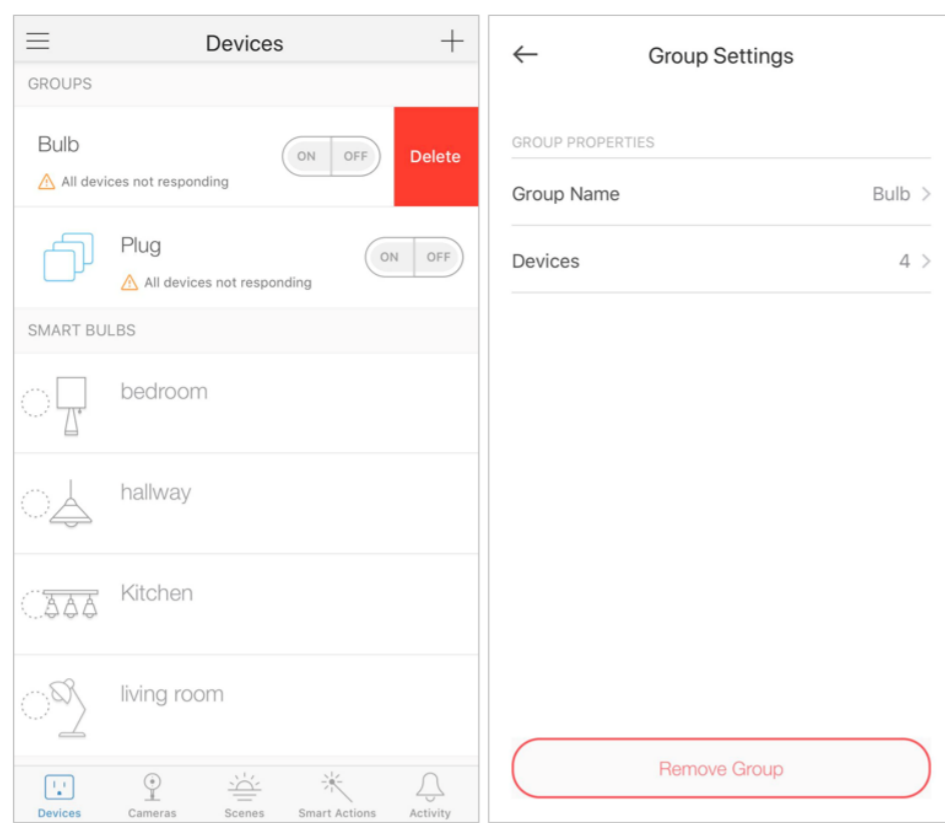 Devices
GROUPS
Bulb
ON OFF
Delete
All devices not responding
Plug
ON OFF
All devices not responding
SMART BULBS
bedroom
hallway
Kitchen
living room
Devices Cameras Scenes Smart Actions Activity
Group Settings
GROUP PROPERTIES
Group Name Bulb
Devices 4
Remove Group